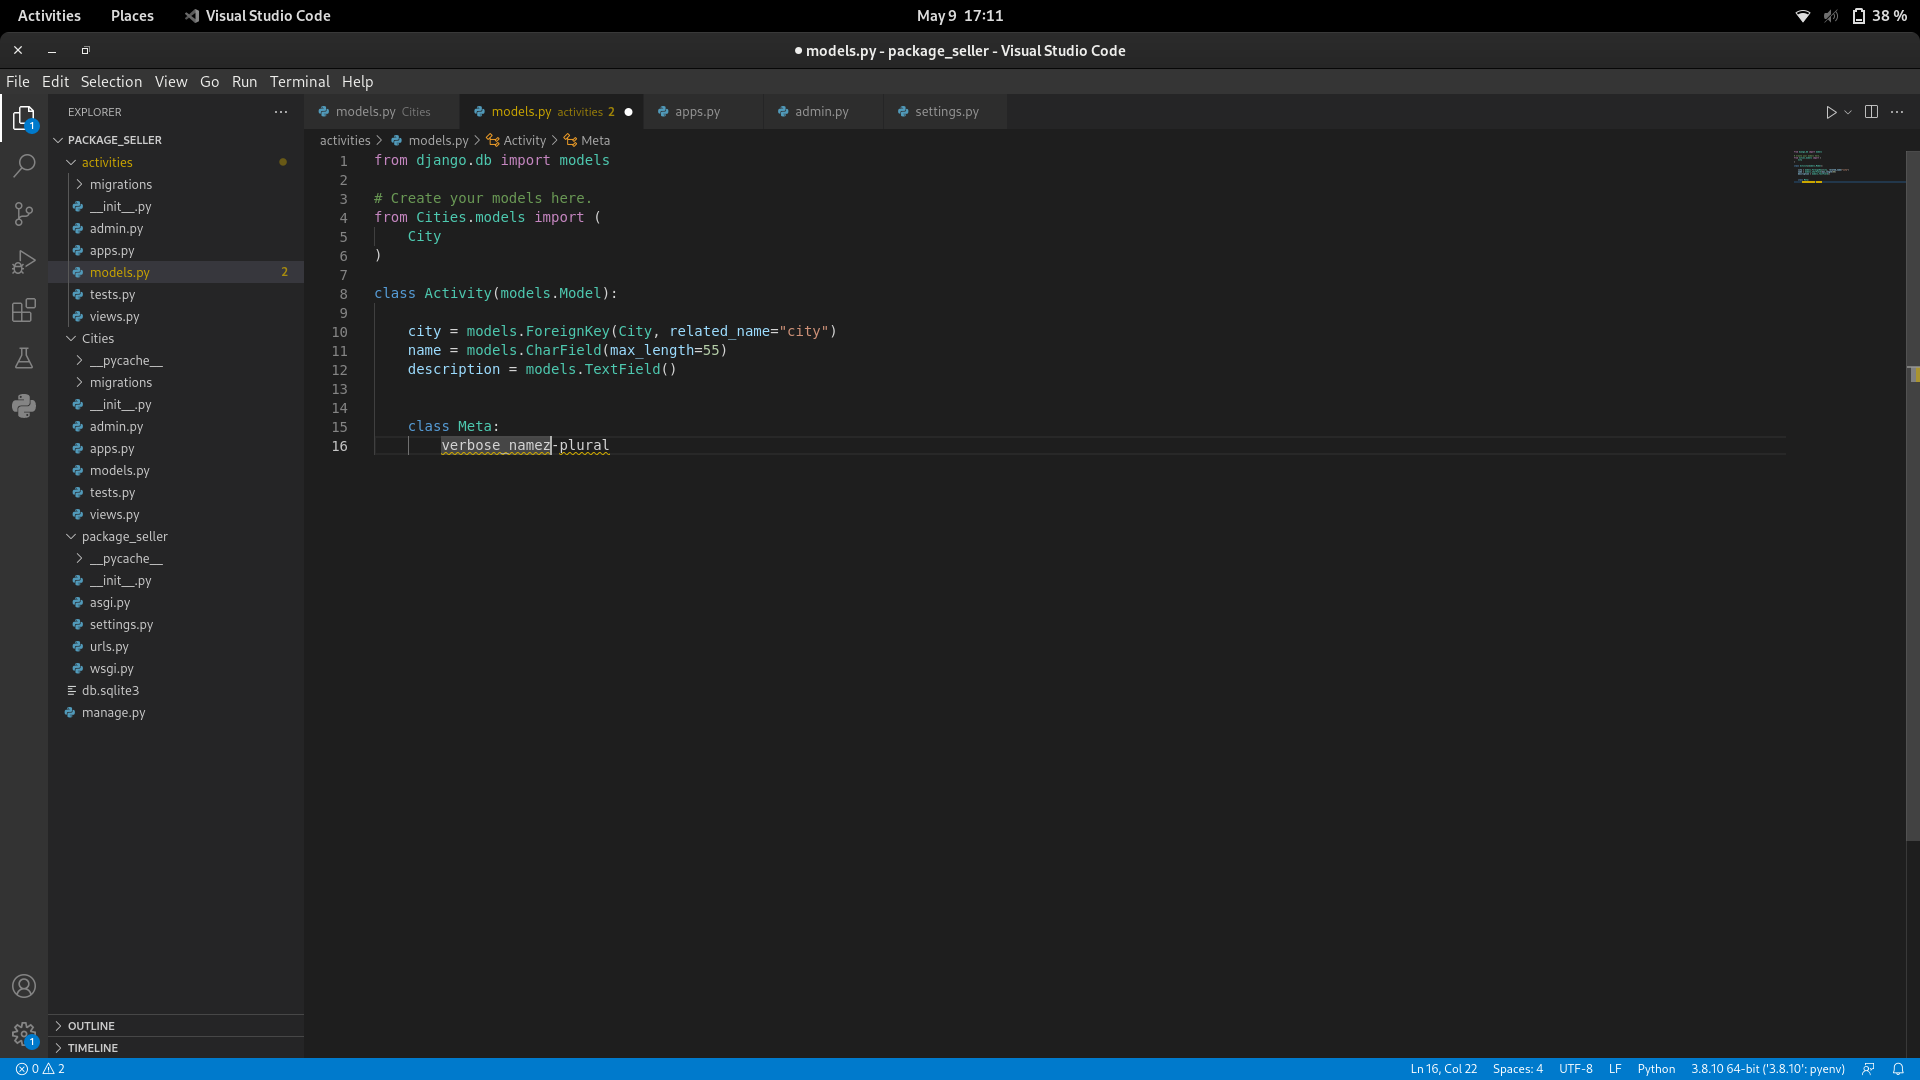 Activities Places Visual Studio Code May 9 17:11 38 %
models.py - package_seller - Visual Studio Code
File Edit Selection View Go Run Terminal Help
EXPLORER
models.py Cities models.py activities 2 apps.py admin.py settings.py
activities > models.py > Activity > Meta
PACKAGE_SELLER
activities
migrations
__init__.py
admin.py
apps.py
models.py 2
tests.py
views.py
Cities
__pycache__
migrations
__init__.py
admin.py
apps.py
models.py
tests.py
views.py
package_seller
__pycache__
__init__.py
asgi.py
settings.py
urls.py
wsgi.py
db.sqlite3
manage.py
OUTLINE
TIMELINE
1 from django.db import models
2
3 # Create your models here.
4 from Cities.models import (
5 City
6 )
7
8 class Activity(models.Model):
9
10 city = models.ForeignKey(City, related_name="city")
11 name = models.CharField(max_length=55)
12 description = models.TextField()
13
14
15 class Meta:
16 verbose_namez-plural
1
1
0 2 Ln 16, Col 22 Spaces: 4 UTF-8 LF Python 3.8.10 64-bit ('3.8.10': pyenv)